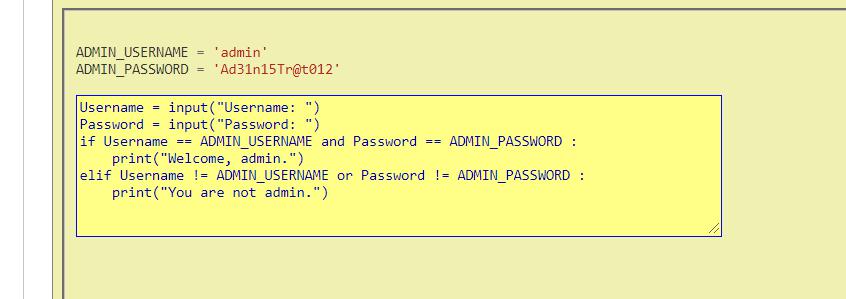 ADMIN_USERNAME = 'admin'
ADMIN_PASSWORD = 'Ad31n15Tr@t012'
Username = input("Username: ")
Password = input("Password: ")
if Username == ADMIN_USERNAME and Password == ADMIN_PASSWORD :
    print("Welcome, admin.")
elif Username != ADMIN_USERNAME or Password != ADMIN_PASSWORD :
    print("You are not admin.")